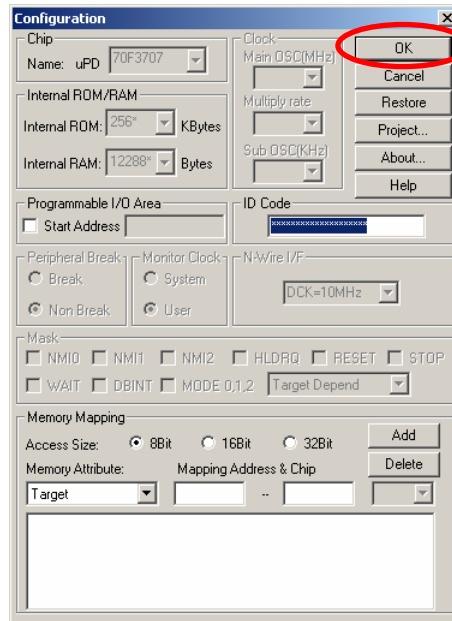 Configuration
Chip
Name: uPD 70F3707
Clock
Main OSC(MHz)
Multiply rate
Sub OSC(KHz)
OK
Cancel
Restore
Project...
About...
Help
Internal ROM/RAM
Internal ROM: 256* KBytes
Internal RAM: 12288* Bytes
Programmable I/O Area
Start Address
ID Code
********************
Peripheral Break
Break
Non Break
Monitor Clock
System
User
N-Wire I/F
DCK=10MHz
Mask
NMI0 NMI1 NMI2 HLDRQ RESET STOP
WAIT DBINT MODE 0,1,2 Target Depend
Memory Mapping
Access Size: 8Bit 16Bit 32Bit
Add
Memory Attribute: Mapping Address & Chip
Delete
Target --